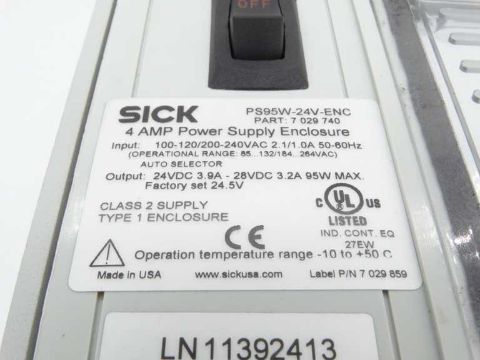 OFF
SICK
PS95W-24V-ENC
PART: 7 029 740
4 AMP Power Supply Enclosure
Input: 100-120/200-240VAC 2.1/1.0A 50-60Hz
(OPERATIONAL RANGE: 85...132/184...264VAC)
AUTO SELECTOR
Output: 24VDC 3.9A - 28VDC 3.2A 95W MAX.
Factory set 24.5V
CLASS 2 SUPPLY
TYPE 1 ENCLOSURE
C UL US
LISTED
IND. CONT. EQ
27EW
CE
Operation temperature range -10 to +50 C
Made in USA
www.sickusa.com
Label P/N 7 029 859
LN11392413